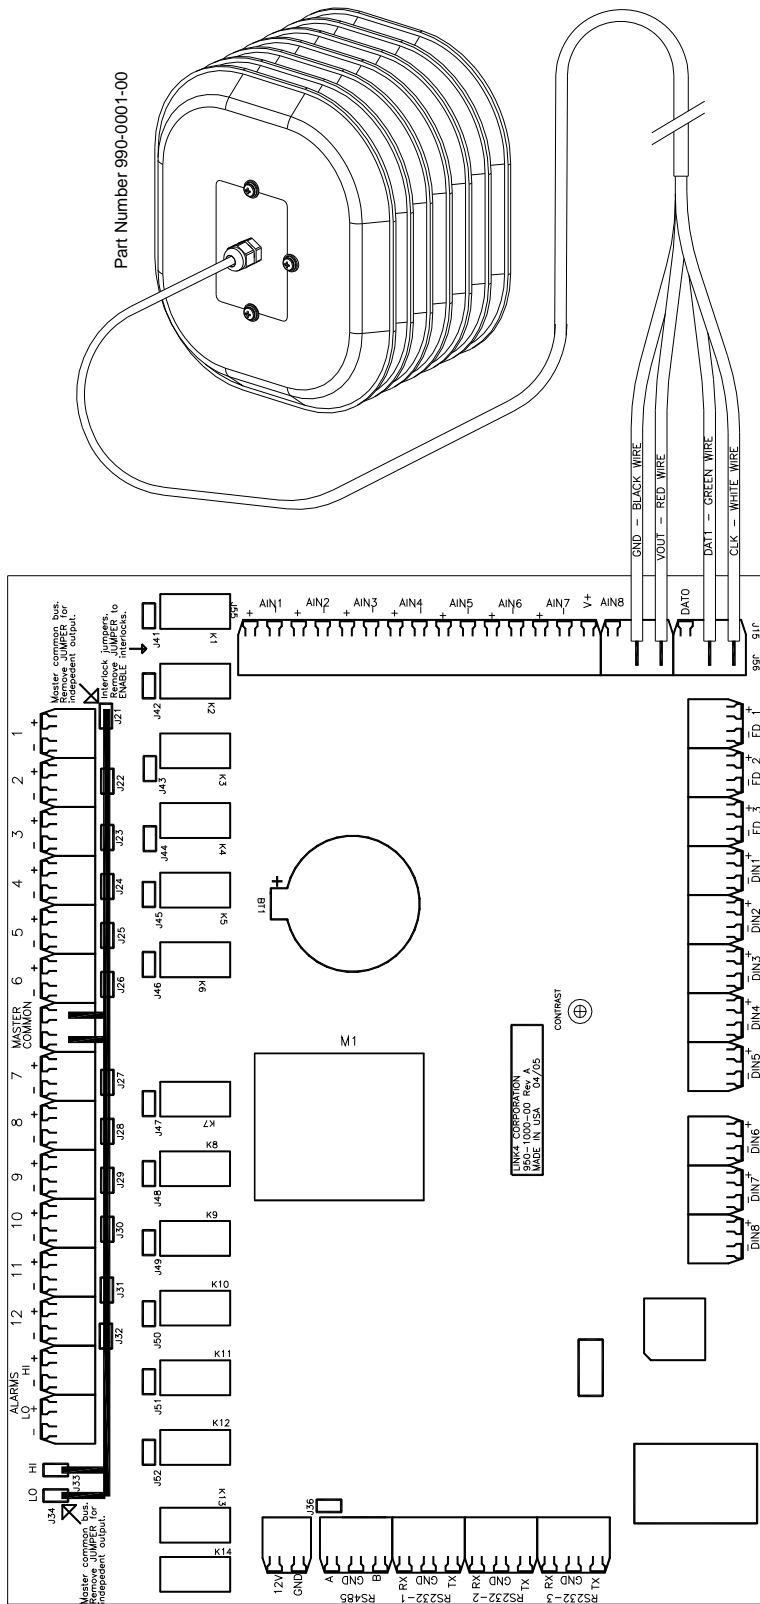 Part Number 990-0001-00
GND - BLACK WIRE
VOUT - RED WIRE
DAT1 - GREEN WIRE
CLK - WHITE WIRE
Master common bus.
Remove JUMPER for
indepedent output.
Interlock jumpers.
Remove JUMPER to
ENABLE interlocks.
1
+
-
2
+
-
3
+
-
4
+
-
5
+
-
6
+
-
MASTER
COMMON
7
+
-
8
+
-
9
+
-
10
+
-
11
+
-
12
+
-
ALARMS
HI
+
-
LO
+
-
HI
LO
J33
J34
Master common bus.
Remove JUMPER for
indepedent output.
J21
J22
J23
J24
J25
J26
J27
J28
J29
J30
J31
J32
J41
J42
J43
J44
J45
J46
J47
J48
J49
J50
J51
J52
K1
K2
K3
K4
K5
K6
K7
K8
K9
K10
K11
K12
K13
K14
J55
+ AIN1 -
+ AIN2 -
+ AIN3 -
+ AIN4 -
+ AIN5 -
+ AIN6 -
+ AIN7 -
V+
AIN8
DAT0
J15
J56
BT1
+
M1
CONTRAST
LINK4 CORPORATION
950-1000-00 Rev A
MADE IN USA 04/05
+
-
FD 1
+
-
FD 2
+
-
FD 3
+
-
DIN1
+
-
DIN2
+
-
DIN3
+
-
DIN4
+
-
DIN5
+
-
DIN6
+
-
DIN7
+
-
DIN8
J36
12V
GND
A
GND
B
RS485
RX
GND
TX
RS232-1
RX
GND
TX
RS232-2
RX
GND
TX
RS232-3